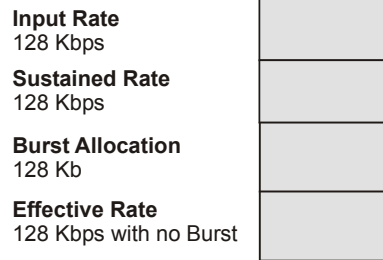 Input Rate
128 Kbps
Sustained Rate
128 Kbps
Burst Allocation
128 Kb
Effective Rate
128 Kbps with no Burst